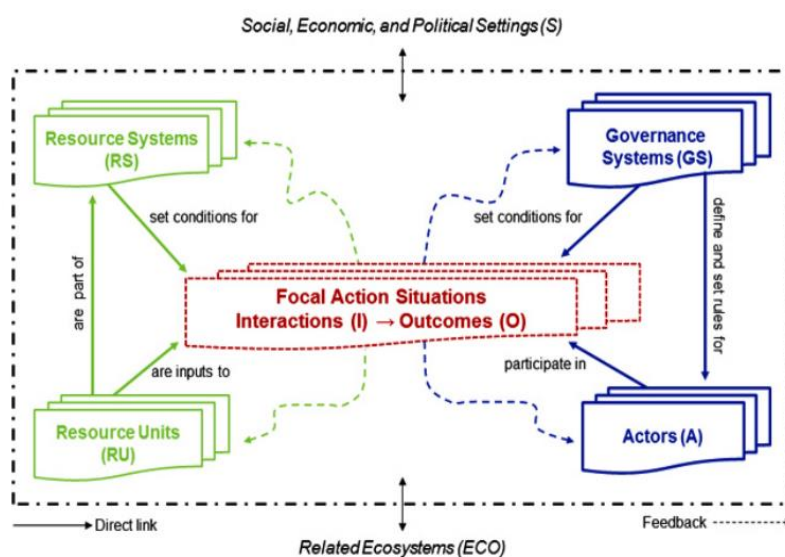 Social, Economic, and Political Settings (S)
Resource Systems
(RS)
Governance
Systems (GS)
set conditions for
set conditions for
are part of
define and set rules for
Focal Action Situations
Interactions (I) → Outcomes (O)
are inputs to
participate in
Resource Units
(RU)
Actors (A)
Direct link
Feedback
Related Ecosystems (ECO)